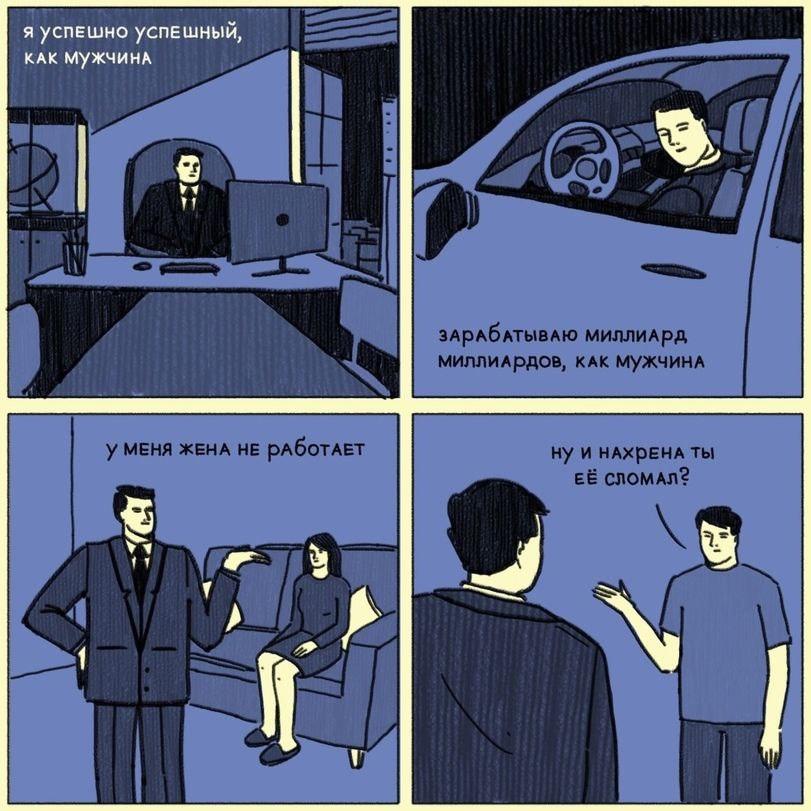 я успешно успешный,
как мужчина
зарабатываю миллиард
миллиардов, как мужчина
у меня жена не работает
ну и нахрена ты
её сломал?